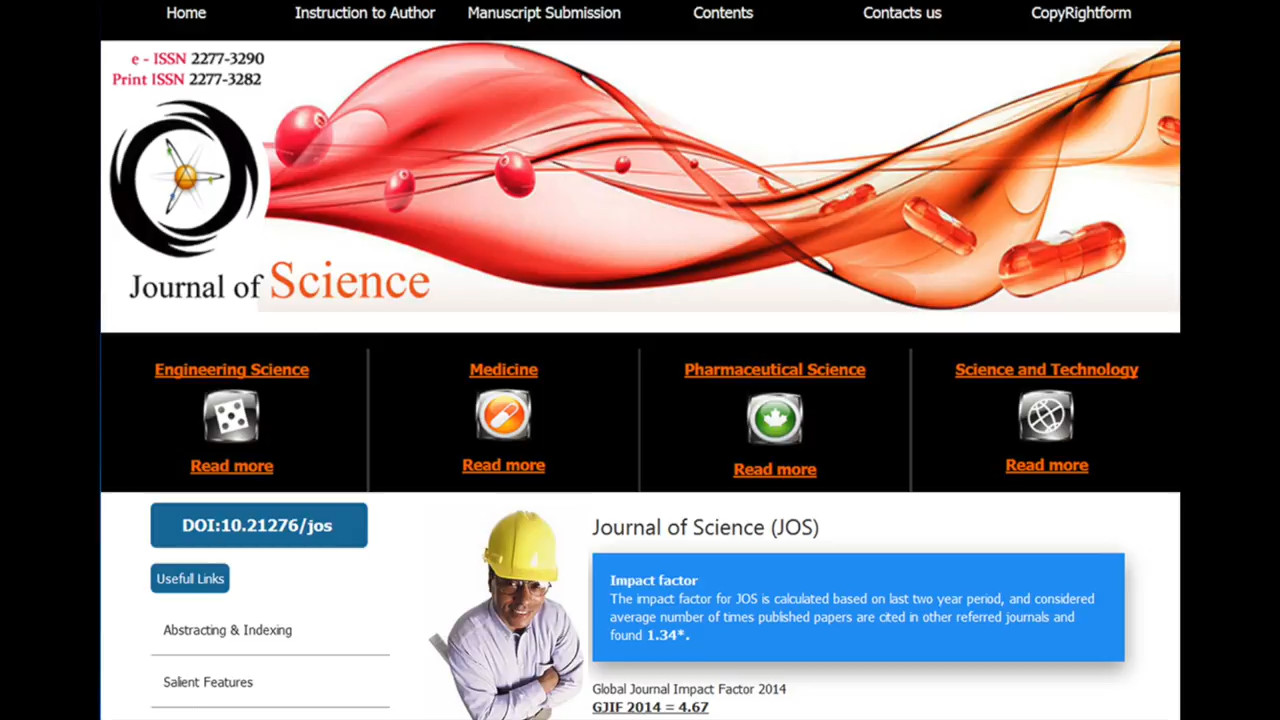 Home Instruction to Author Manuscript Submission Contents Contacts us CopyRightform
e - ISSN 2277-3290
Print ISSN 2277-3282
Journal of Science
Engineering Science Medicine Pharmaceutical Science Science and Technology
Read more Read more Read more Read more
DOI:10.21276/jos
Usefull Links
Abstracting & Indexing
Salient Features
Journal of Science (JOS)
Impact factor
The impact factor for JOS is calculated based on last two year period, and considered
average number of times published papers are cited in other referred journals and
found 1.34*.
Global Journal Impact Factor 2014
GJIF 2014 = 4.67